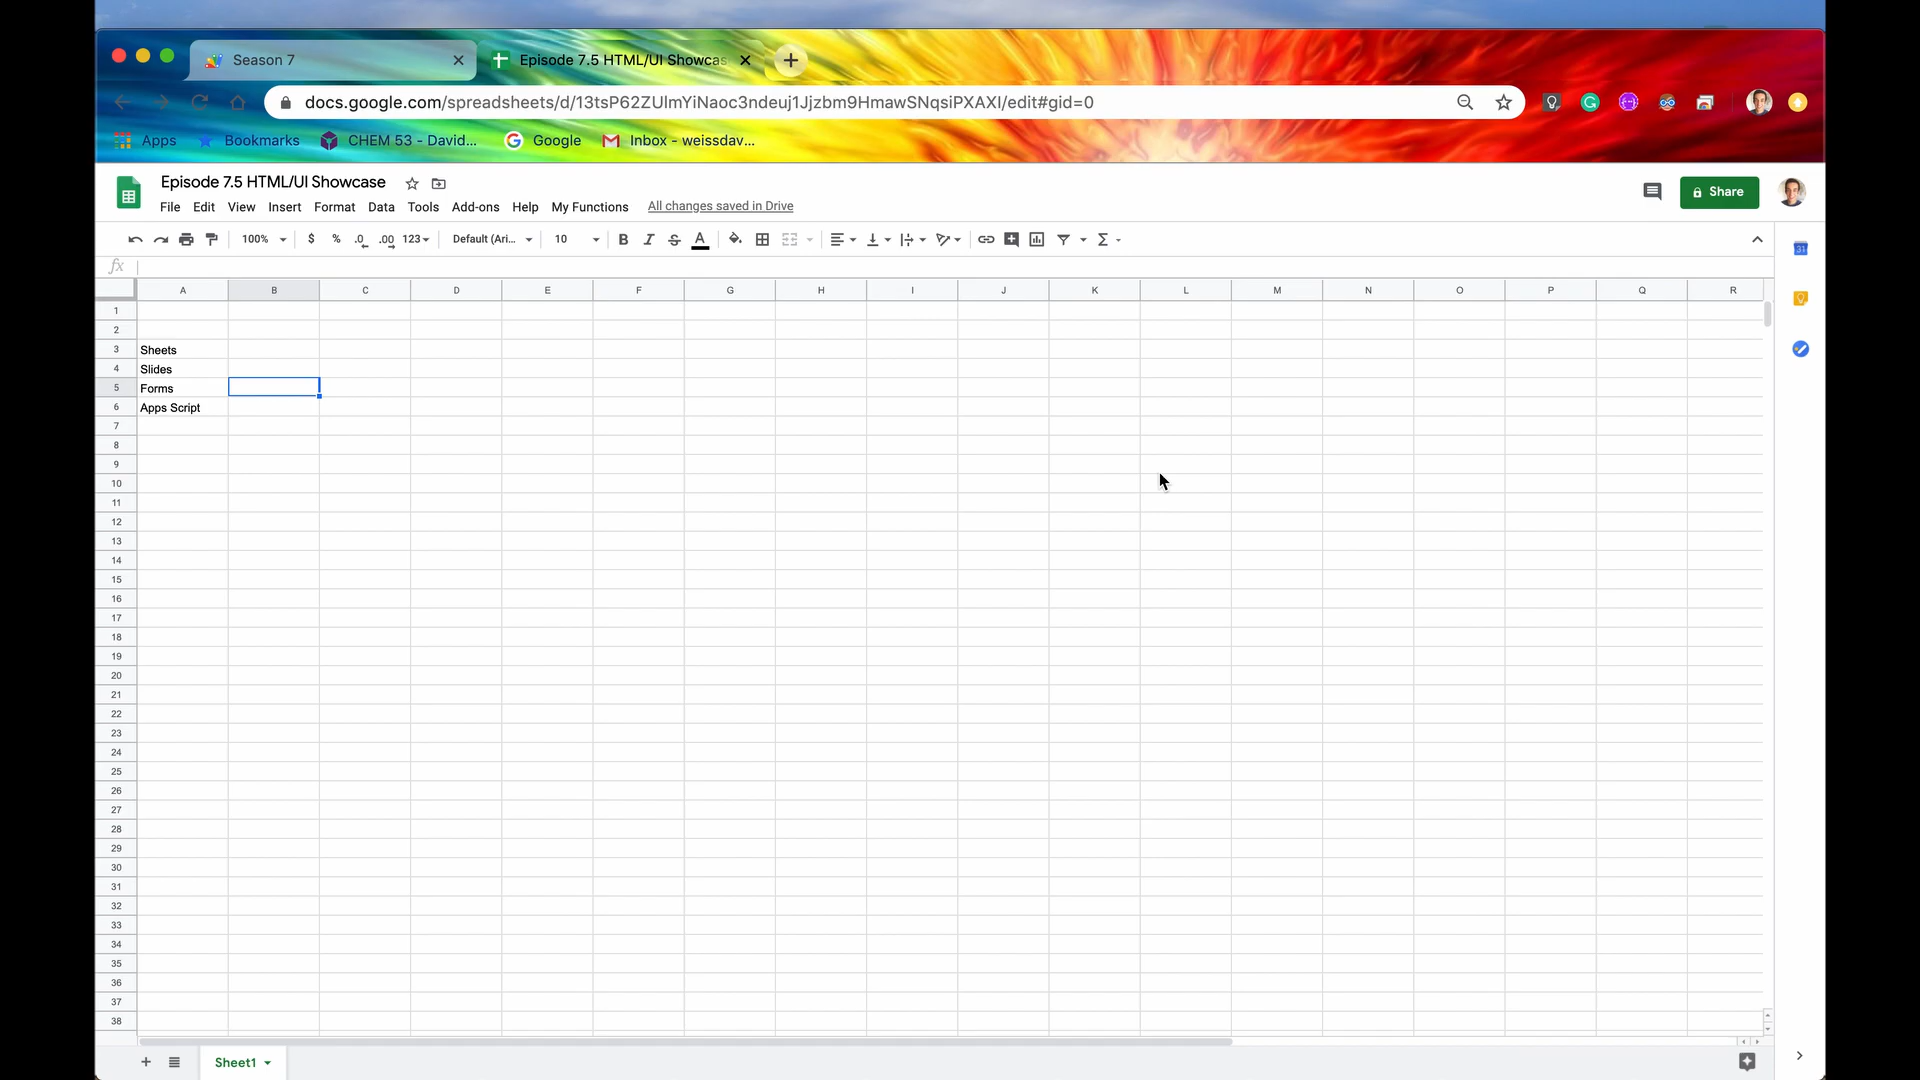 Season 7
Episode 7.5 HTML/UI Showcas
docs.google.com/spreadsheets/d/13tsP62ZUlmYiNaoc3ndeuj1Jjzbm9HmawSNqsiPXAXI/edit#gid=0
Apps Bookmarks CHEM 53 - David... Google Inbox - weissdav...
Episode 7.5 HTML/UI Showcase
File Edit View Insert Format Data Tools Add-ons Help My Functions All changes saved in Drive
Share
100% $ % .0 .00 123 Default (Ari... 10 B I S A
fx
A B C D E F G H I J K L M N O P Q R
1
2
3 Sheets
4 Slides
5 Forms
6 Apps Script
7
8
9
10
11
12
13
14
15
16
17
18
19
20
21
22
23
24
25
26
27
28
29
30
31
32
33
34
35
36
37
38
Sheet1